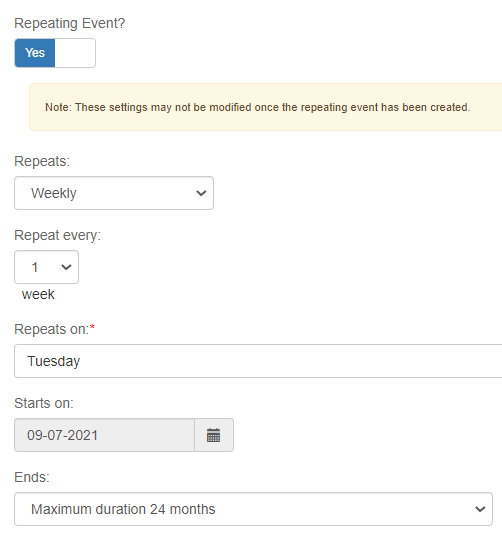 Repeating Event?
Yes
Note: These settings may not be modified once the repeating event has been created.
Repeats:
Weekly
Repeat every:
1
week
Repeats on:*
Tuesday
Starts on:
09-07-2021
Ends:
Maximum duration 24 months